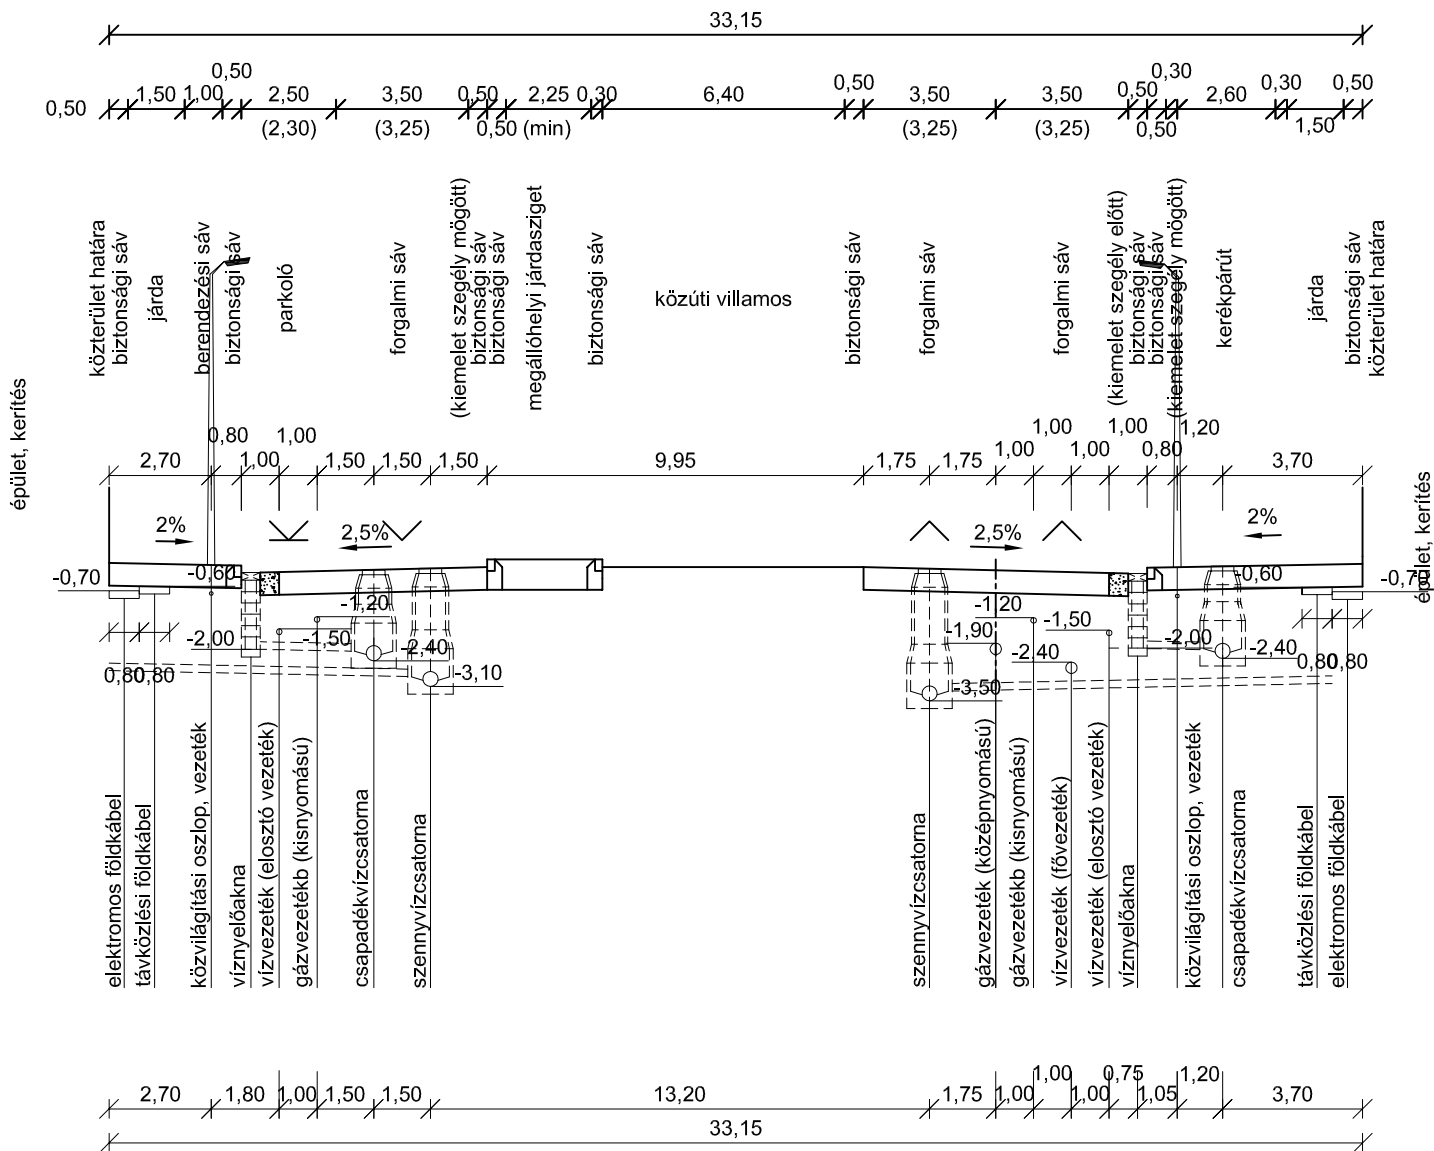 33,15
0,50
0,50
1,50
1,00
2,50
(2,30)
3,50
(3,25)
0,50
0,50 (min)
2,25
0,30
6,40
0,50
3,50
(3,25)
3,50
(3,25)
0,50
0,50
0,30
2,60
0,30
1,50
0,50
épület, kerítés
közterület határa
biztonsági sáv
járda
berendezési sáv
biztonsági sáv
parkoló
forgalmi sáv
(kiemelet szegély mögött)
biztonsági sáv
biztonsági sáv
megállóhelyi járdasziget
biztonsági sáv
közúti villamos
biztonsági sáv
forgalmi sáv
forgalmi sáv
(kiemelet szegély előtt)
biztonsági sáv
biztonsági sáv
(kiemelet szegély mögött)
kerékpárút
járda
biztonsági sáv
közterület határa
épület, kerítés
2,70
0,80
1,00
1,00
1,50
1,50
1,50
9,95
1,75
1,75
1,00
1,00
1,00
1,00
0,80
1,20
3,70
2%
2,5%
2,5%
2%
-0,70
-0,60
-1,20
-2,00
-1,50
-2,40
-3,10
0,80
0,80
-1,20
-1,90
-2,40
-3,50
-1,50
-0,60
-2,00
-2,40
-0,70
0,80
0,80
elektromos földkábel
távközlési földkábel
közvilágítási oszlop, vezeték
víznyelőakna
vízvezeték (elosztó vezeték)
gázvezetékb (kisnyomású)
csapadékvízcsatorna
szennyvízcsatorna
szennyvízcsatorna
gázvezeték (középnyomású)
gázvezetékb (kisnyomású)
vízvezeték (fővezeték)
vízvezeték (elosztó vezeték)
víznyelőakna
közvilágítási oszlop, vezeték
csapadékvízcsatorna
távközlési földkábel
elektromos földkábel
2,70
1,80
1,00
1,50
1,50
13,20
1,75
1,00
1,00
1,00
0,75
1,05
1,20
3,70
33,15